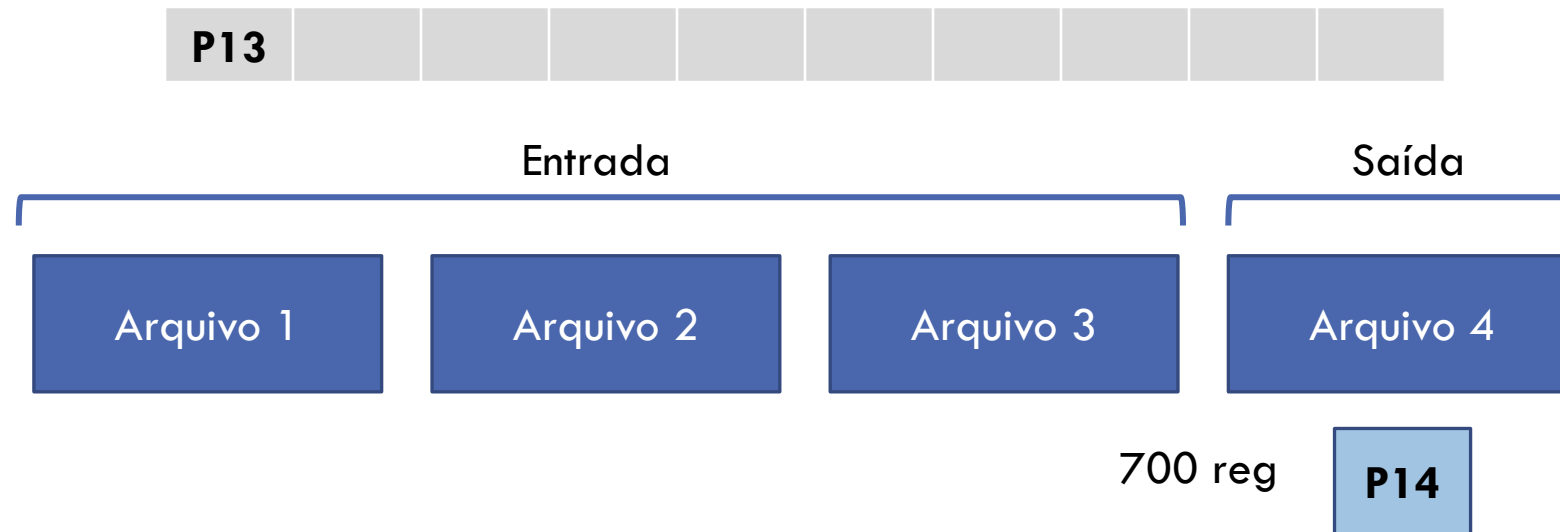 P13
Entrada
Saída
Arquivo 1
Arquivo 2
Arquivo 3
Arquivo 4
700 reg
P14